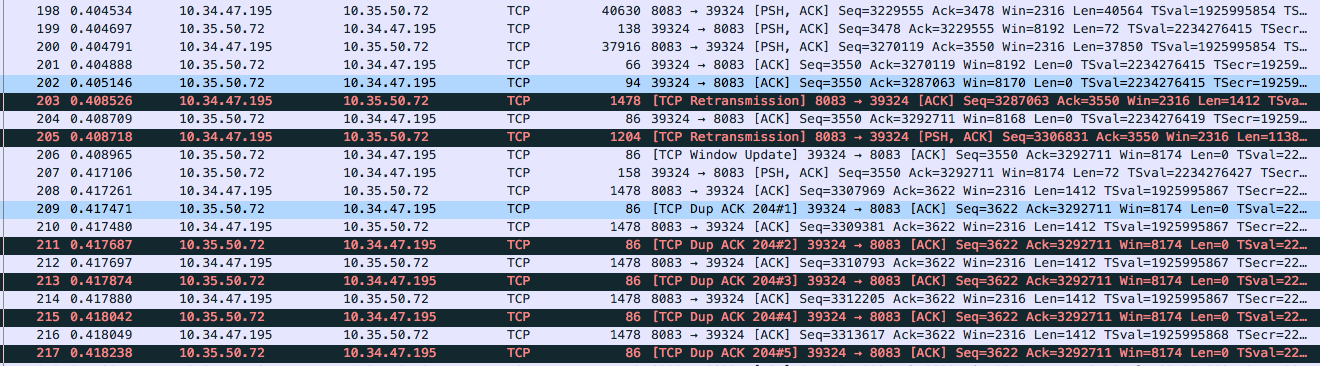 198 0.404534 10.34.47.195 10.35.50.72 TCP 40630 8083 → 39324 [PSH, ACK] Seq=3229555 Ack=3478 Win=2316 Len=40564 TSval=1925995854 TS…
199 0.404697 10.35.50.72 10.34.47.195 TCP 138 39324 → 8083 [PSH, ACK] Seq=3478 Ack=3229555 Win=8192 Len=72 TSval=2234276415 TSecr…
200 0.404791 10.34.47.195 10.35.50.72 TCP 37916 8083 → 39324 [PSH, ACK] Seq=3270119 Ack=3550 Win=2316 Len=37850 TSval=1925995854 TS…
201 0.404888 10.35.50.72 10.34.47.195 TCP 66 39324 → 8083 [ACK] Seq=3550 Ack=3270119 Win=8192 Len=0 TSval=2234276415 TSecr=19259…
202 0.405146 10.35.50.72 10.34.47.195 TCP 94 39324 → 8083 [ACK] Seq=3550 Ack=3287063 Win=8170 Len=0 TSval=2234276415 TSecr=19259…
203 0.408526 10.34.47.195 10.35.50.72 TCP 1478 [TCP Retransmission] 8083 → 39324 [ACK] Seq=3287063 Ack=3550 Win=2316 Len=1412 TSva…
204 0.408709 10.35.50.72 10.34.47.195 TCP 86 39324 → 8083 [ACK] Seq=3550 Ack=3292711 Win=8168 Len=0 TSval=2234276419 TSecr=19259…
205 0.408718 10.34.47.195 10.35.50.72 TCP 1204 [TCP Retransmission] 8083 → 39324 [PSH, ACK] Seq=3306831 Ack=3550 Win=2316 Len=1138…
206 0.408965 10.35.50.72 10.34.47.195 TCP 86 [TCP Window Update] 39324 → 8083 [ACK] Seq=3550 Ack=3292711 Win=8174 Len=0 TSval=22…
207 0.417106 10.35.50.72 10.34.47.195 TCP 158 39324 → 8083 [PSH, ACK] Seq=3550 Ack=3292711 Win=8174 Len=72 TSval=2234276427 TSecr…
208 0.417261 10.34.47.195 10.35.50.72 TCP 1478 8083 → 39324 [ACK] Seq=3307969 Ack=3622 Win=2316 Len=1412 TSval=1925995867 TSecr=22…
209 0.417471 10.35.50.72 10.34.47.195 TCP 86 [TCP Dup ACK 204#1] 39324 → 8083 [ACK] Seq=3622 Ack=3292711 Win=8174 Len=0 TSval=22…
210 0.417480 10.34.47.195 10.35.50.72 TCP 1478 8083 → 39324 [ACK] Seq=3309381 Ack=3622 Win=2316 Len=1412 TSval=1925995867 TSecr=22…
211 0.417687 10.35.50.72 10.34.47.195 TCP 86 [TCP Dup ACK 204#2] 39324 → 8083 [ACK] Seq=3622 Ack=3292711 Win=8174 Len=0 TSval=22…
212 0.417697 10.34.47.195 10.35.50.72 TCP 1478 8083 → 39324 [ACK] Seq=3310793 Ack=3622 Win=2316 Len=1412 TSval=1925995867 TSecr=22…
213 0.417874 10.35.50.72 10.34.47.195 TCP 86 [TCP Dup ACK 204#3] 39324 → 8083 [ACK] Seq=3622 Ack=3292711 Win=8174 Len=0 TSval=22…
214 0.417880 10.34.47.195 10.35.50.72 TCP 1478 8083 → 39324 [ACK] Seq=3312205 Ack=3622 Win=2316 Len=1412 TSval=1925995867 TSecr=22…
215 0.418042 10.35.50.72 10.34.47.195 TCP 86 [TCP Dup ACK 204#4] 39324 → 8083 [ACK] Seq=3622 Ack=3292711 Win=8174 Len=0 TSval=22…
216 0.418049 10.34.47.195 10.35.50.72 TCP 1478 8083 → 39324 [ACK] Seq=3313617 Ack=3622 Win=2316 Len=1412 TSval=1925995868 TSecr=22…
217 0.418238 10.35.50.72 10.34.47.195 TCP 86 [TCP Dup ACK 204#5] 39324 → 8083 [ACK] Seq=3622 Ack=3292711 Win=8174 Len=0 TSval=22…